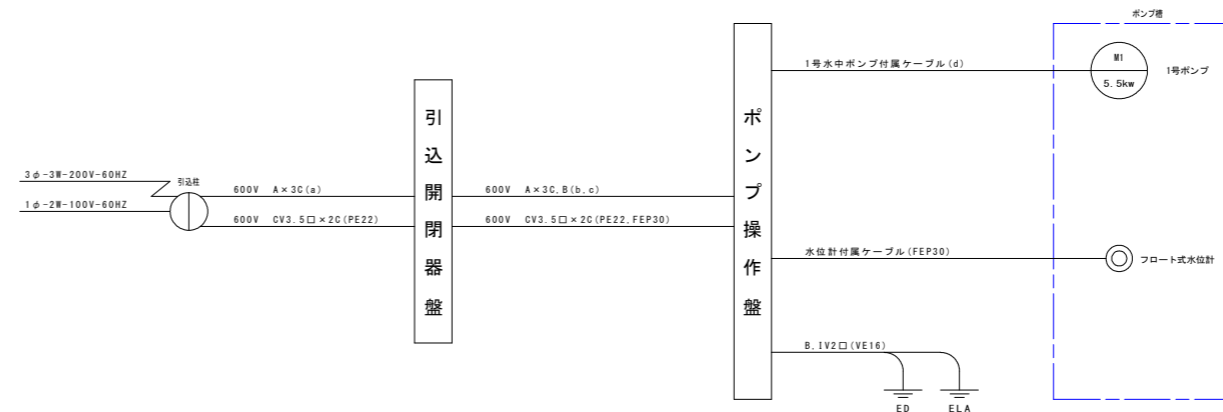 ポンプ槽
1号水中ポンプ付属ケーブル(d)
M1
5.5kw
1号ポンプ
引込開閉器盤
ポンプ操作盤
3φ-3W-200V-60HZ
引込柱
600V A×3C(a)
600V A×3C,B(b,c)
1φ-2W-100V-60HZ
600V CV3.5□×2C(PE22)
600V CV3.5□×2C(PE22,FEP30)
水位計付属ケーブル(FEP30)
フロート式水位計
B,IV2□(VE16)
ED
ELA